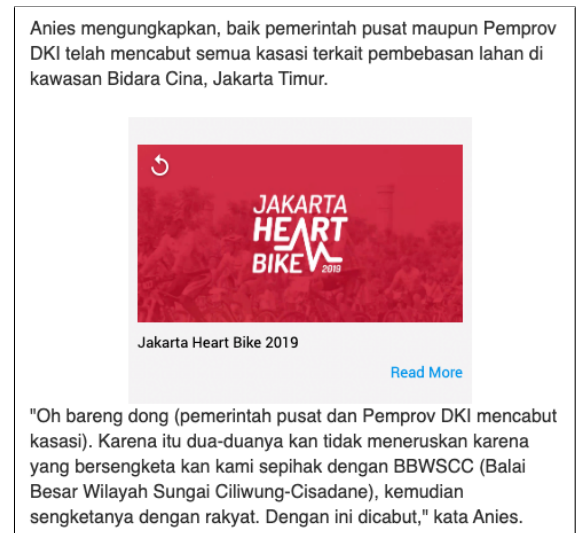 Anies mengungkapkan, baik pemerintah pusat maupun Pemprov
DKI telah mencabut semua kasasi terkait pembebasan lahan di
kawasan Bidara Cina, Jakarta Timur.
JAKARTA
HEART
BIKE
2019
Jakarta Heart Bike 2019
Read More
"Oh bareng dong (pemerintah pusat dan Pemprov DKI mencabut
kasasi). Karena itu dua-duanya kan tidak meneruskan karena
yang bersengketa kan kami sepihak dengan BBWSCC (Balai
Besar Wilayah Sungai Ciliwung-Cisadane), kemudian
sengketanya dengan rakyat. Dengan ini dicabut," kata Anies.